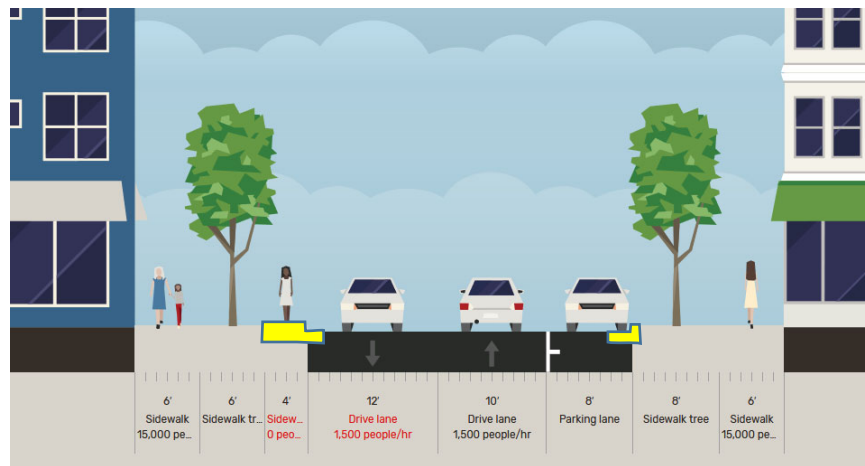 6' 6' 4' 12' 10' 8' 8' 6'
Sidewalk Sidewalk tr... Sidew... Drive lane Drive lane Parking lane Sidewalk tree Sidewalk
15,000 pe... 0 peo... 1,500 people/hr 1,500 people/hr 15,000 pe...